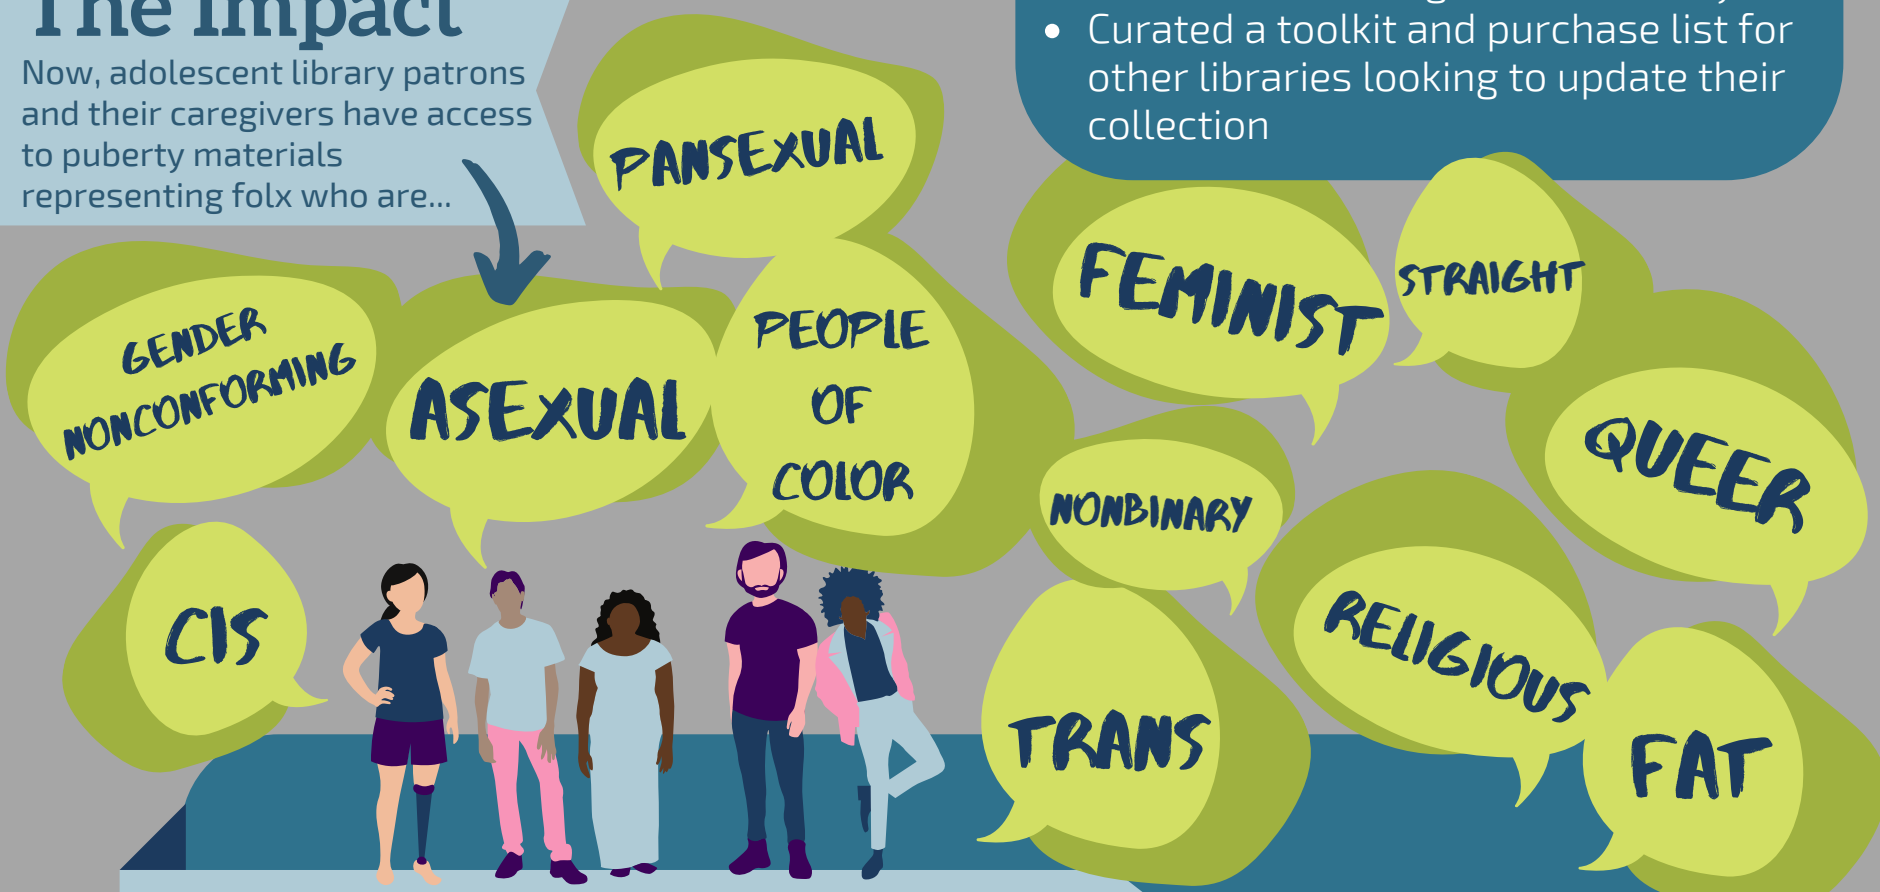 The Impact
Now, adolescent library patrons
and their caregivers have access
to puberty materials
representing folx who are...
• Curated a toolkit and purchase list for
other libraries looking to update their
collection
PANSEXUAL
FEMINIST
STRAIGHT
GENDER
NONCONFORMING
ASEXUAL
PEOPLE
OF
COLOR
QUEER
NONBINARY
CIS
RELIGIOUS
TRANS
FAT